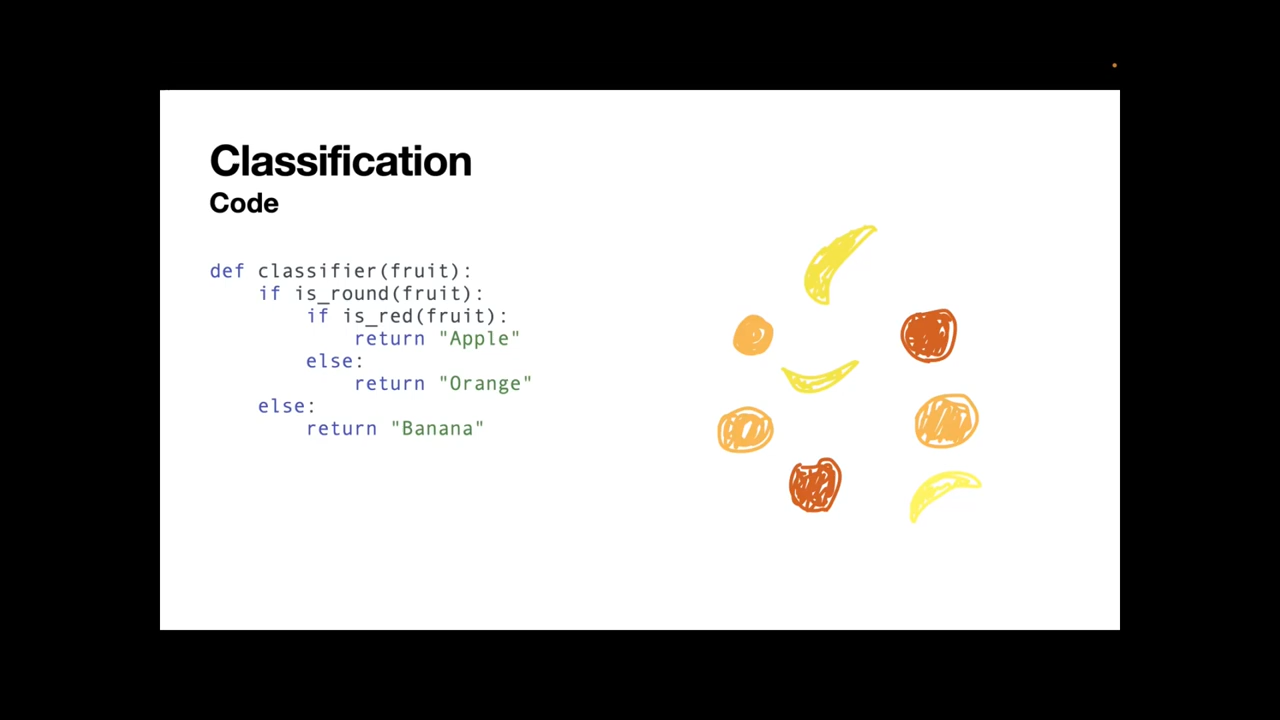 Classification
Code
def classifier(fruit):
    if is_round(fruit):
        if is_red(fruit):
            return "Apple"
        else:
            return "Orange"
    else:
        return "Banana"